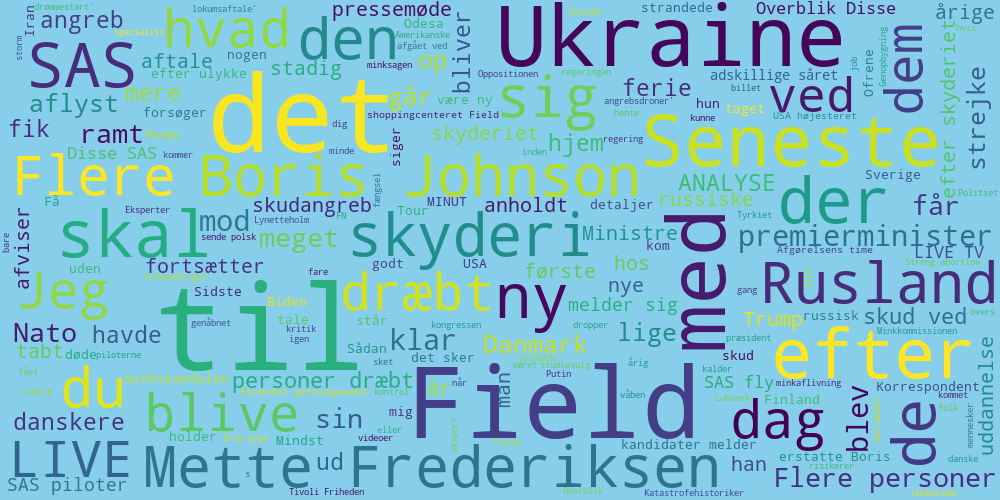 drømmestart'
lokumsaftale'
pressemøde
strandede
Overblik Disse
årige
angreb
hvad
den
Ukraine
Iran
specialist
Odesa
Amerikanske
afgået ved
bliver
SAS
aftale
nogen
minksagen
op
Oppositionen
regeringen
adskillige såret
Ofrene
Genopbygning
job
hvis
storm
efter ulykke
stadig
det
går
sig
ferie
billet
ved
dem
aflyst
mere
forsøger
være ny
shoppingcenteret Field
angrebsdroner
hente
hun
kunne
taget
USA højesteret
efter skyderiet
strejke
fik
ramt
dig
siger
skyderiet
hjem
regering
Seneste
Disse SAS
kommer
minde
inden
Sverige
Flere
Boris Johnson
ANALYSE
Politiet
Få
fængsel
russiske
der
får
Eksperter
skudangreb
MINUT
anholdt
detaljer
afviser
skal
mod
Lynetteholm
FN
Tour
skyderi
Ministre
med
Tyrkiet
premierminister
bare
sende polsk
meget
kom
Afgørelsens time
LIVE TV
uden
fortsætter
godt
USA
første
hos
Streng abortlov
Jeg
til
Sidste
fare
dræbt
ny
nye
melder sig
gang
Rusland
Biden
genåbnet
tale
kritik
igen
står
kongressen
dropper
lige
Trump
russisk
skud ved
overs
Nato
havde
Sådan
klar
Danmark
president
Minkkommissionen
tabt
døde
piloterne
sket
det sker
skud
efter
fået
du
minkskandaler
personer dræbt
år
når
Putin
været studievalg
årig
kalder
SAS fly
minkaflivning
Korrespondent
kontrol
man
våben
Luhansk
Finland
kommet
folk
danskere
blive
sin
mig
Field
dag
blev
de
uddannelse
mennesker
holder
eller
ekspert
LIVE
Mindst
videoer
kandidater melder
erstatte Boris
danske
SAS piloter
Mette Frederiksen
ud
han
risikerer
Flere personer
s
Tivoli Friheden
Overblik
Katastrofehistoriker